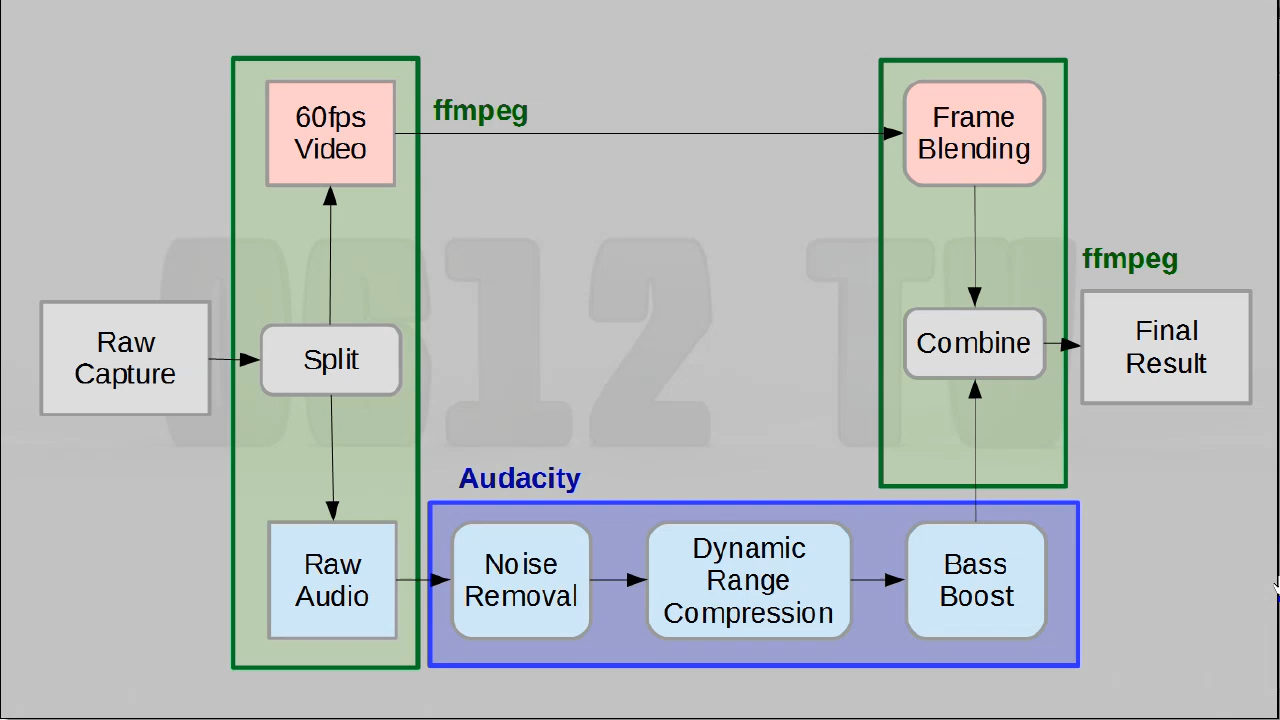 60fps
Video
ffmpeg
Frame
Blending
ffmpeg
Raw
Capture
Split
Combine
Final
Result
Audacity
Raw
Audio
Noise
Removal
Dynamic
Range
Compression
Bass
Boost